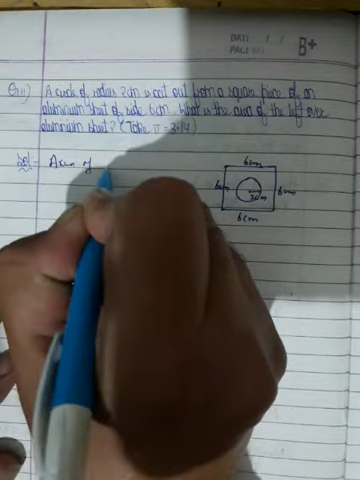 DATE / /
PAGE NO.
B+
Q11) A circle of radius 2cm is cut out from a square piece of an
aluminium sheet of side 6cm. What is the area of the left over
aluminium sheet? (Take π = 3.14)
Sol:- Area of
6cm
6cm 2cm 6cm
6cm